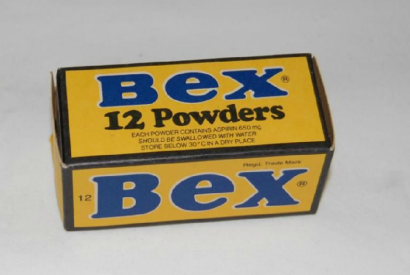 Bex®
12 Powders
EACH POWDER CONTAINS ASPIRIN 650 mg
SHOULD BE SWALLOWED WITH WATER
STORE BELOW 30°C IN A DRY PLACE
Regd. Trade Mark
12 Bex®